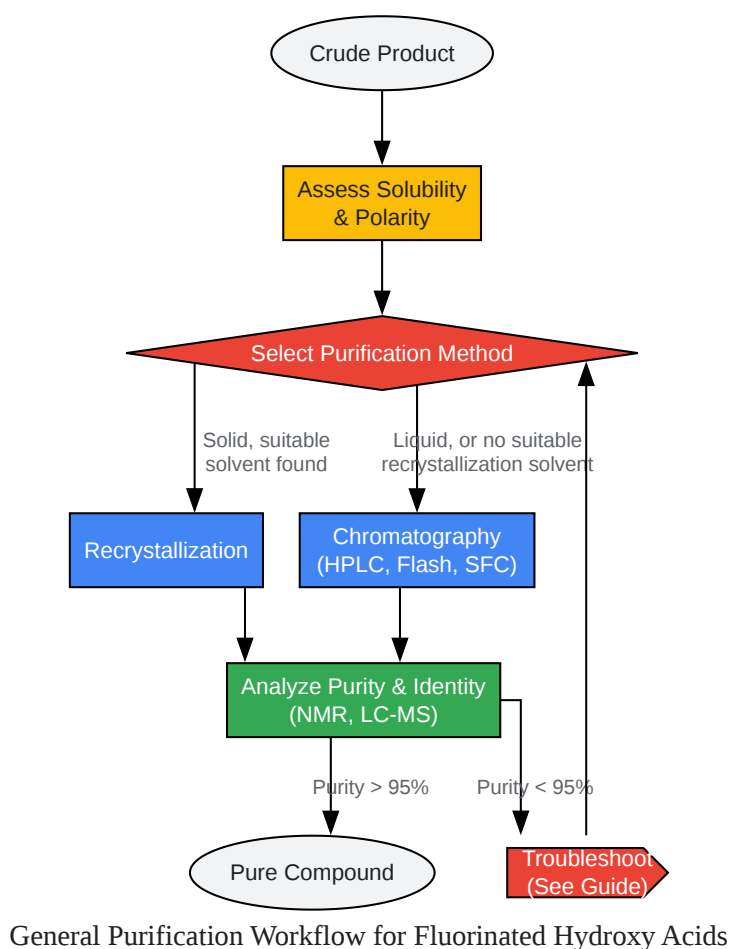 Crude Product
Assess Solubility
& Polarity
Select Purification Method
Solid, suitable
solvent found
Liquid, or no suitable
recrystallization solvent
Recrystallization
Chromatography
(HPLC, Flash, SFC)
Analyze Purity & Identity
(NMR, LC-MS)
Purity > 95%
Purity < 95%
Pure Compound
Troubleshoot
(See Guide)
General Purification Workflow for Fluorinated Hydroxy Acids